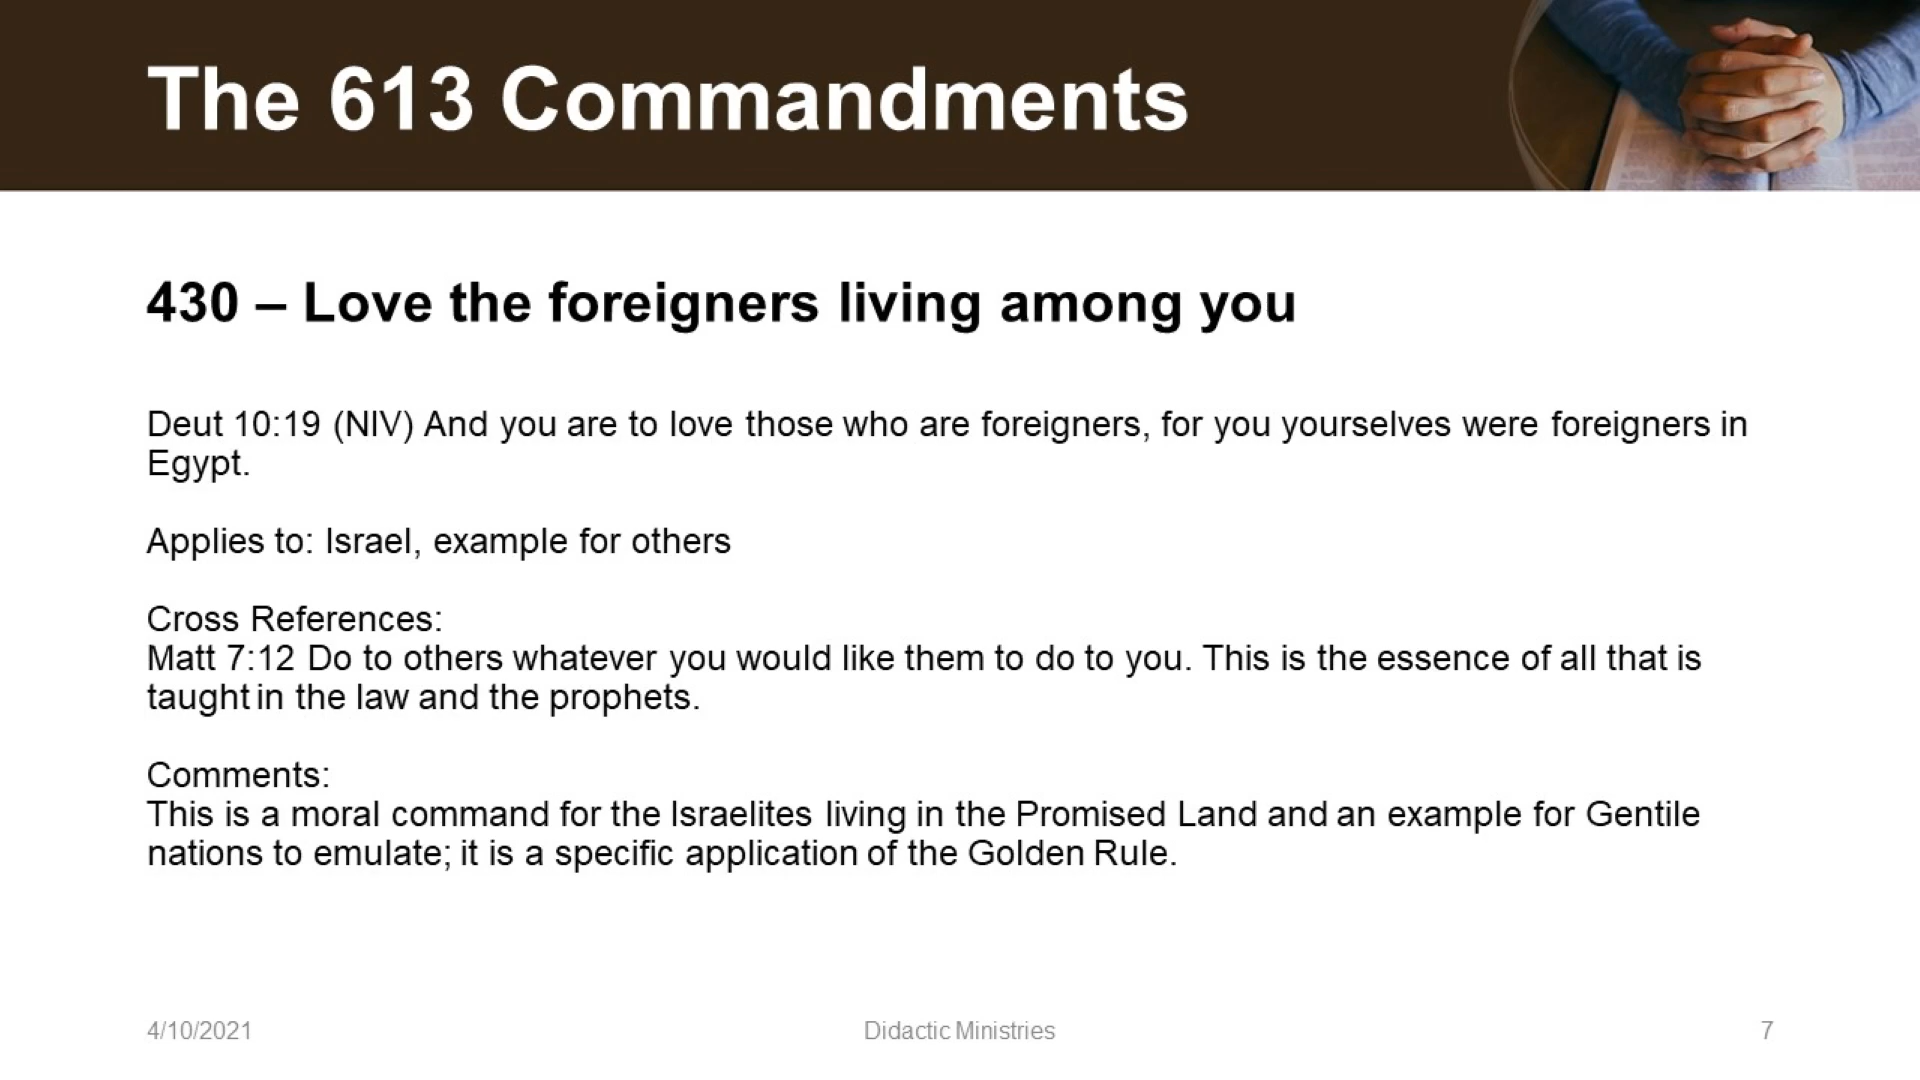 The 613 Commandments
430 – Love the foreigners living among you
Deut 10:19 (NIV) And you are to love those who are foreigners, for you yourselves were foreigners in
Egypt.
Applies to: Israel, example for others
Cross References:
Matt 7:12 Do to others whatever you would like them to do to you. This is the essence of all that is
taught in the law and the prophets.
Comments:
This is a moral command for the Israelites living in the Promised Land and an example for Gentile
nations to emulate; it is a specific application of the Golden Rule.
4/10/2021
Didactic Ministries
7